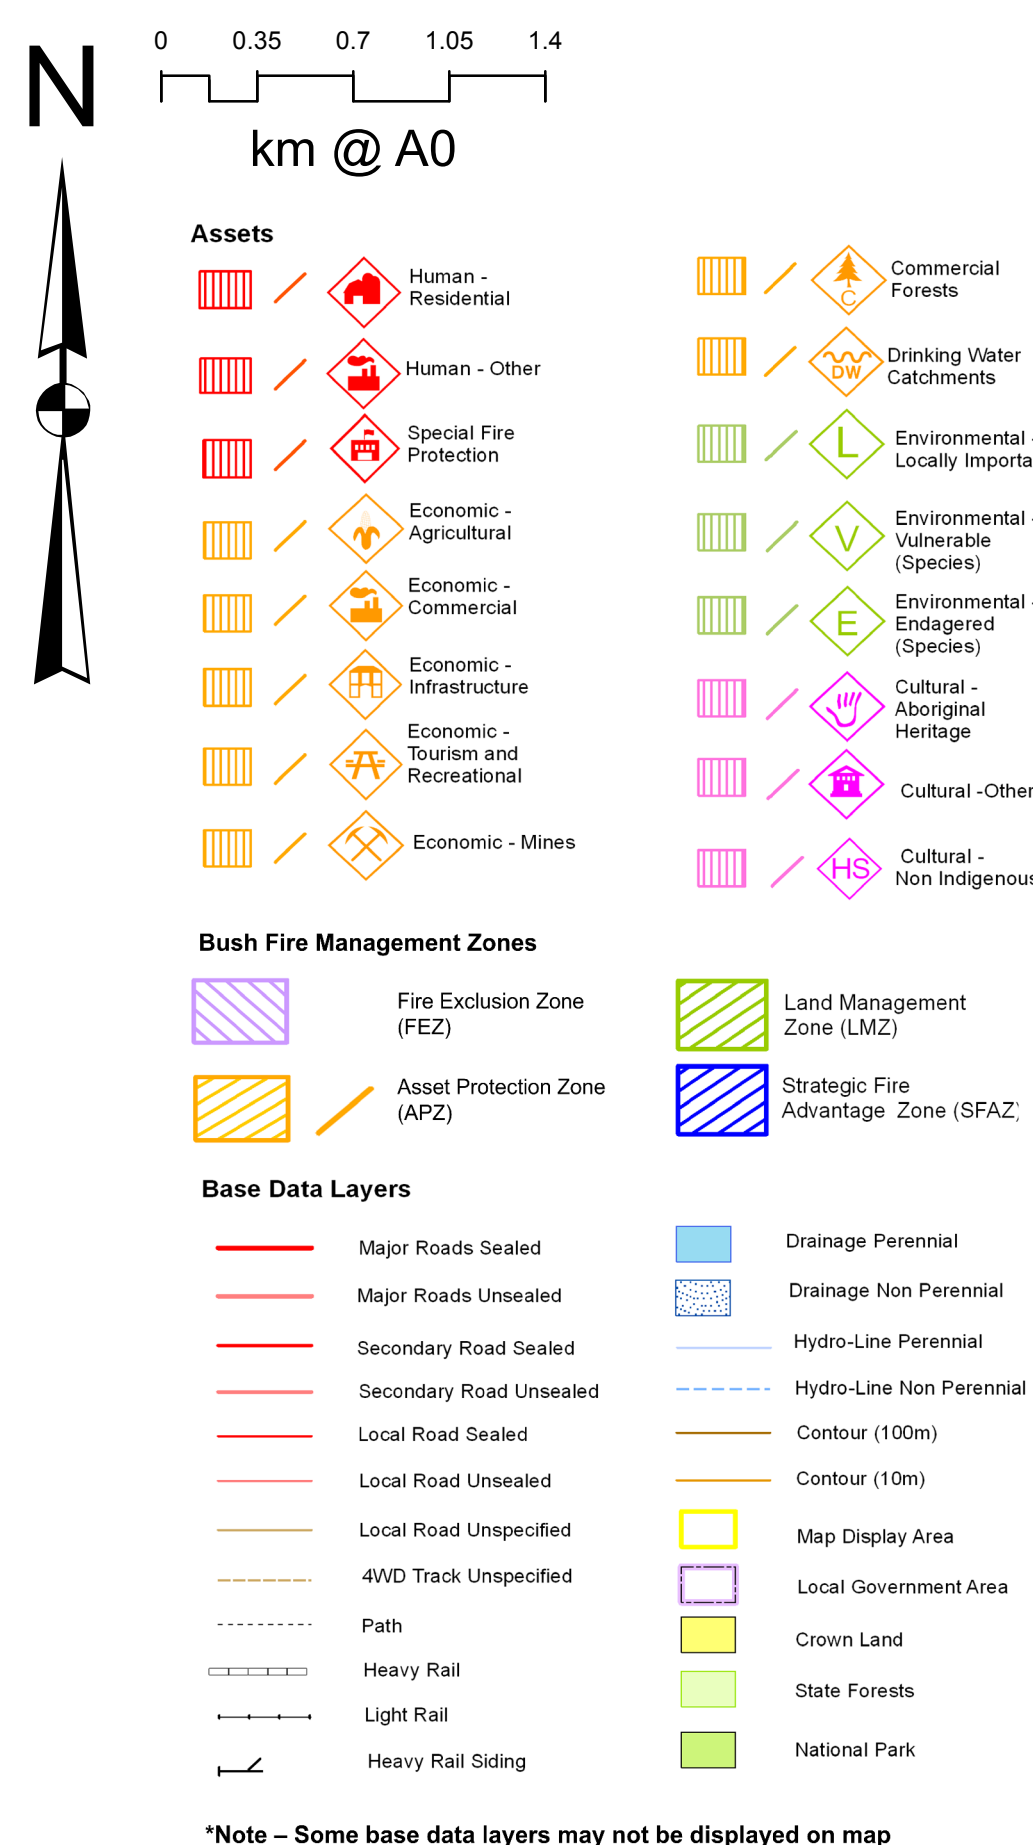 N
0 0.35 0.7 1.05 1.4
km @ A0
Assets
Human -
Residential
Human - Other
Special Fire
Protection
Economic -
Agricultural
Economic -
Commercial
Economic -
Infrastructure
Economic -
Tourism and
Recreational
Economic - Mines
C
Commercial
Forests
DW
Drinking Water
Catchments
L
Environmental -
Locally Importa
V
Environmental -
Vulnerable
(Species)
E
Environmental -
Endagered
(Species)
Cultural -
Aboriginal
Heritage
Cultural -Other
HS
Cultural -
Non Indigenous
Bush Fire Management Zones
Fire Exclusion Zone
(FEZ)
Asset Protection Zone
(APZ)
Land Management
Zone (LMZ)
Strategic Fire
Advantage Zone (SFAZ)
Base Data Layers
Major Roads Sealed
Major Roads Unsealed
Secondary Road Sealed
Secondary Road Unsealed
Local Road Sealed
Local Road Unsealed
Local Road Unspecified
4WD Track Unspecified
Path
Heavy Rail
Light Rail
Heavy Rail Siding
Drainage Perennial
Drainage Non Perennial
Hydro-Line Perennial
Hydro-Line Non Perennial
Contour (100m)
Contour (10m)
Map Display Area
Local Government Area
Crown Land
State Forests
National Park
*Note – Some base data layers may not be displayed on map